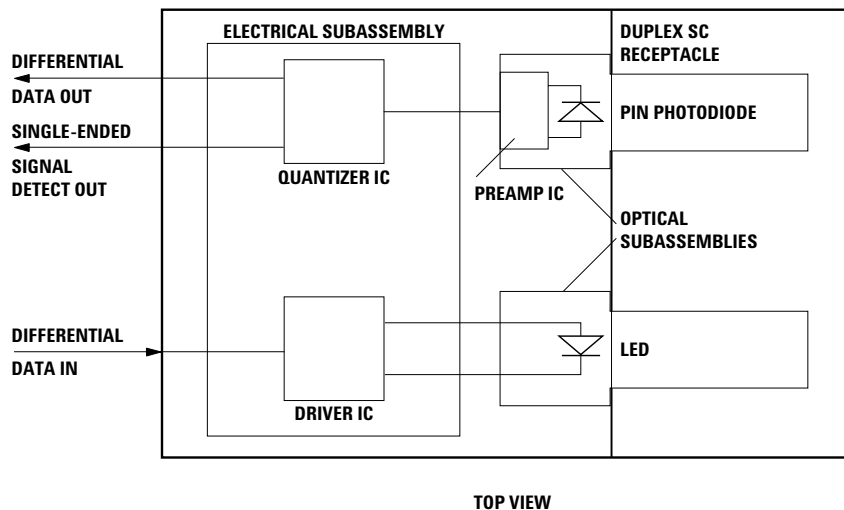 ELECTRICAL SUBASSEMBLY
DUPLEX SC
RECEPTACLE
DIFFERENTIAL
DATA OUT
SINGLE-ENDED
SIGNAL
DETECT OUT
QUANTIZER IC
PREAMP IC
PIN PHOTODIODE
OPTICAL
SUBASSEMBLIES
DIFFERENTIAL
DATA IN
DRIVER IC
LED
TOP VIEW